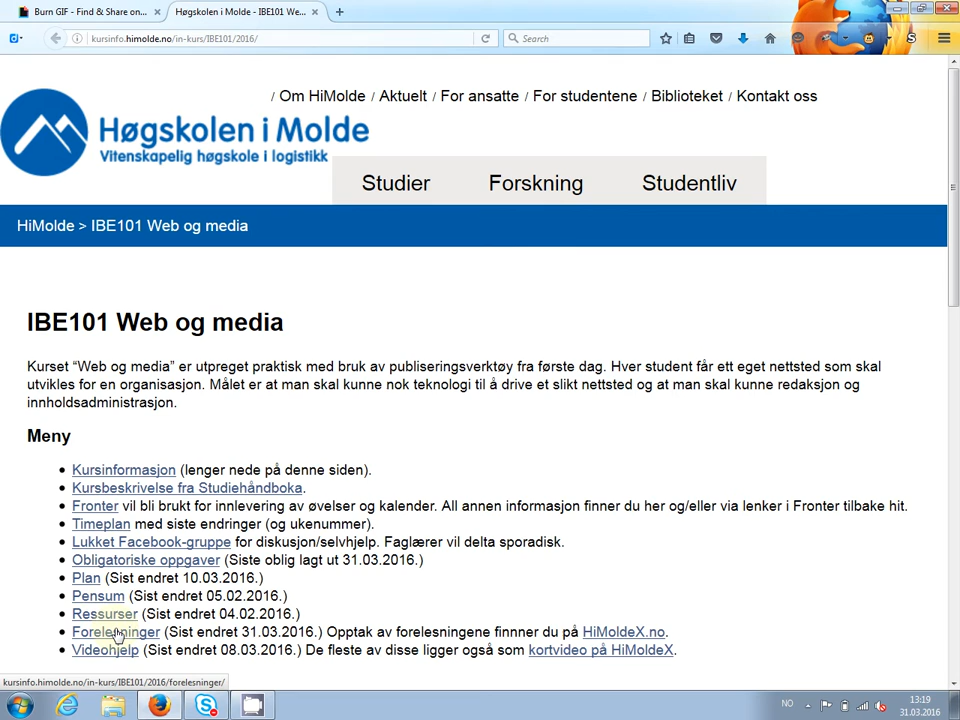 Burn GIF - Find & Share on...
Høgskolen i Molde - IBE101 We...
kursinfo.himolde.no/in-kurs/IBE101/2016/
Search
/ Om HiMolde / Aktuelt / For ansatte / For studentene / Biblioteket / Kontakt oss
Høgskolen i Molde
Vitenskapelig høgskole i logistikk
Studier Forskning Studentliv
HiMolde > IBE101 Web og media
IBE101 Web og media
Kurset “Web og media” er utpreget praktisk med bruk av publiseringsverktøy fra første dag. Hver student får ett eget nettsted som skal
utvikles for en organisasjon. Målet er at man skal kunne nok teknologi til å drive et slikt nettsted og at man skal kunne redaksjon og
innholdsadministrasjon.
Meny
Kursinformasjon (lenger nede på denne siden).
Kursbeskrivelse fra Studiehåndboka.
Fronter vil bli brukt for innlevering av øvelser og kalender. All annen informasjon finner du her og/eller via lenker i Fronter tilbake hit.
Timeplan med siste endringer (og ukenummer).
Lukket Facebook-gruppe for diskusjon/selvhjelp. Faglærer vil delta sporadisk.
Obligatoriske oppgaver (Siste oblig lagt ut 31.03.2016.)
Plan (Sist endret 10.03.2016.)
Pensum (Sist endret 05.02.2016.)
Ressurser (Sist endret 04.02.2016.)
Forelesninger (Sist endret 31.03.2016.) Opptak av forelesningene finnner du på HiMoldeX.no.
Videohjelp (Sist endret 08.03.2016.) De fleste av disse ligger også som kortvideo på HiMoldeX.
kursinfo.himolde.no/in-kurs/IBE101/2016/forelesninger/
NO
13:19
31.03.2016